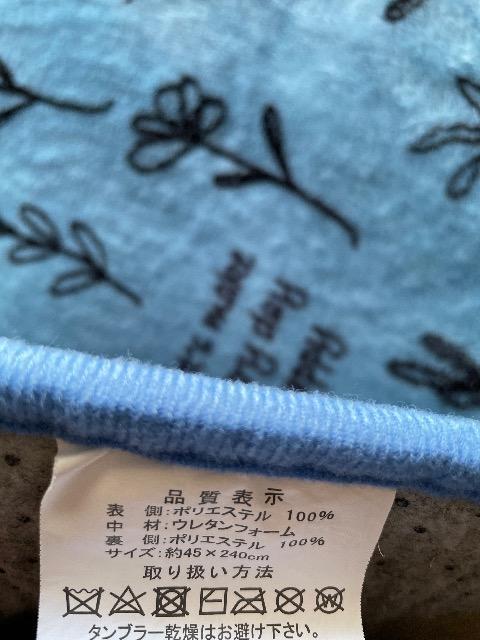 品質表示
表 側:ポリエステル 100%
中 材:ウレタンフォーム
裏 側:ポリエステル 100%
サイズ:約45×240cm
取り扱い方法
タンブラー乾燥はお避け下さい.